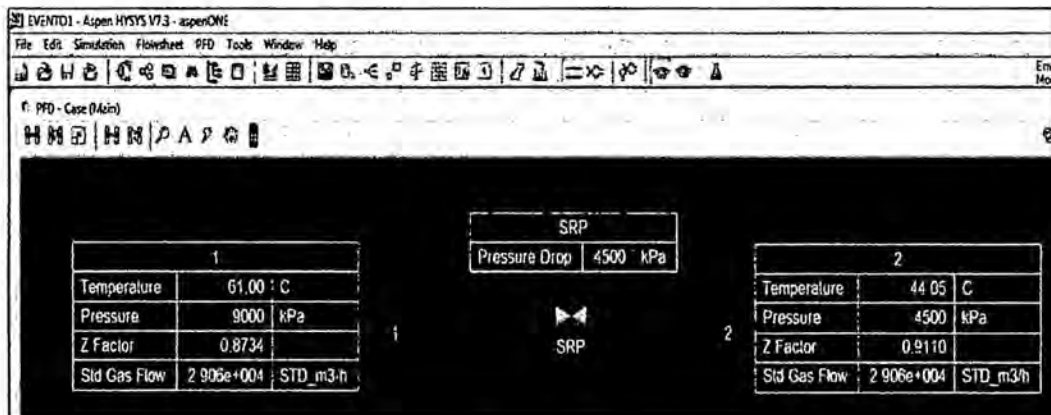 EVENTO1 - Aspen HYSYS V7.3 - aspenONE
File Edit Simulation Flowsheet PFD Tools Window Help
PFD - Case (Main)
A
SRP
Pressure Drop 4500 kPa
1
Temperature 61.00 C
Pressure 9000 kPa
Z Factor 0.8734
Std Gas Flow 2.906e+004 STD_m3/h
1
SRP
2
2
Temperature 44.05 C
Pressure 4500 kPa
Z Factor 0.9110
Std Gas Flow 2.906e+004 STD_m3/h